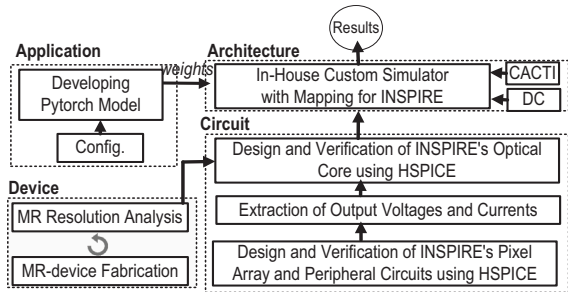 Results
Application
weights
Architecture
Developing
Pytorch Model
Config.
In-House Custom Simulator
with Mapping for INSPIRE
CACTI
DC
Circuit
Design and Verification of INSPIRE's Optical
Core using HSPICE
Extraction of Output Voltages and Currents
Design and Verification of INSPIRE's Pixel
Array and Peripheral Circuits using HSPICE
Device
MR Resolution Analysis
MR-device Fabrication